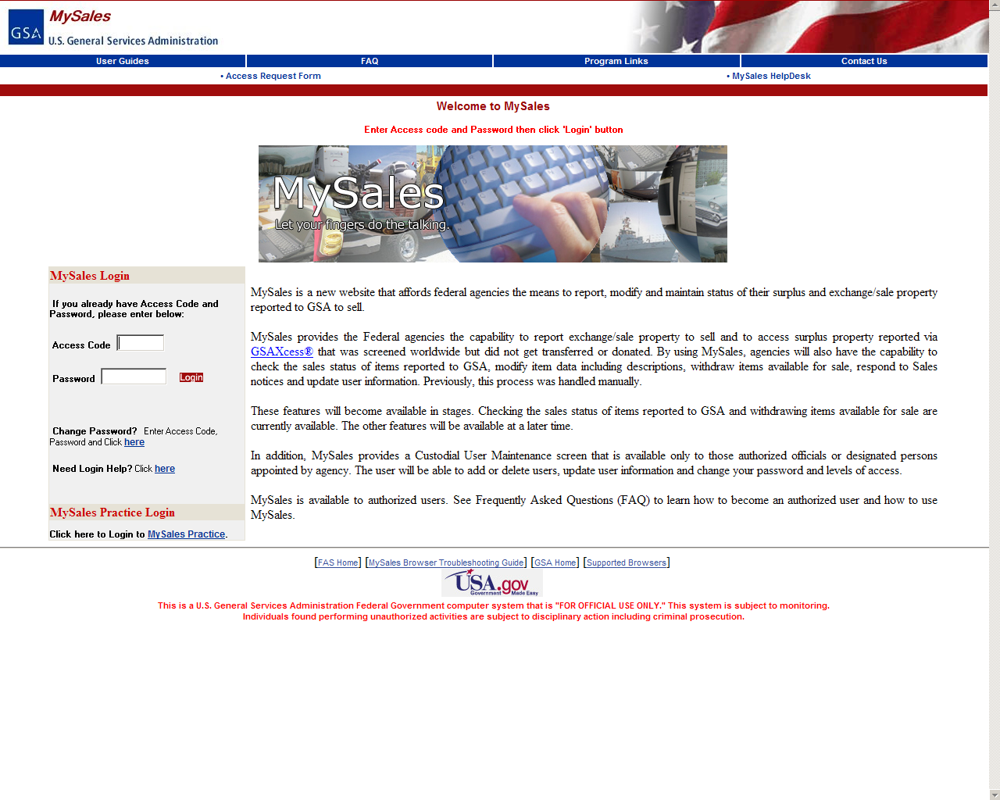 MySales
GSA
U.S. General Services Administration
User Guides
FAQ
Program Links
Contact Us
• Access Request Form
• MySales HelpDesk
Welcome to MySales
Enter Access code and Password then click 'Login' button
MySales
Let your fingers do the talking.
MySales Login
If you already have Access Code and
Password, please enter below:
Access Code
Password
Login
Change Password? Enter Access Code,
Password and Click here
Need Login Help? Click here
MySales Practice Login
Click here to Login to MySales Practice.
MySales is a new website that affords federal agencies the means to report, modify and maintain status of their surplus and exchange/sale property
reported to GSA to sell.
MySales provides the Federal agencies the capability to report exchange/sale property to sell and to access surplus property reported via
GSAXcess® that was screened worldwide but did not get transferred or donated. By using MySales, agencies will also have the capability to
check the sales status of items reported to GSA, modify item data including descriptions, withdraw items available for sale, respond to Sales
notices and update user information. Previously, this process was handled manually.
These features will become available in stages. Checking the sales status of items reported to GSA and withdrawing items available for sale are
currently available. The other features will be available at a later time.
In addition, MySales provides a Custodial User Maintenance screen that is available only to those authorized officials or designated persons
appointed by agency. The user will be able to add or delete users, update user information and change your password and levels of access.
MySales is available to authorized users. See Frequently Asked Questions (FAQ) to learn how to become an authorized user and how to use
MySales.
[FAS Home] [MySales Browser Troubleshooting Guide] [GSA Home] [Supported Browsers]
USA.gov
Government Made Easy
This is a U.S. General Services Administration Federal Government computer system that is "FOR OFFICIAL USE ONLY." This system is subject to monitoring.
Individuals found performing unauthorized activities are subject to disciplinary action including criminal prosecution.